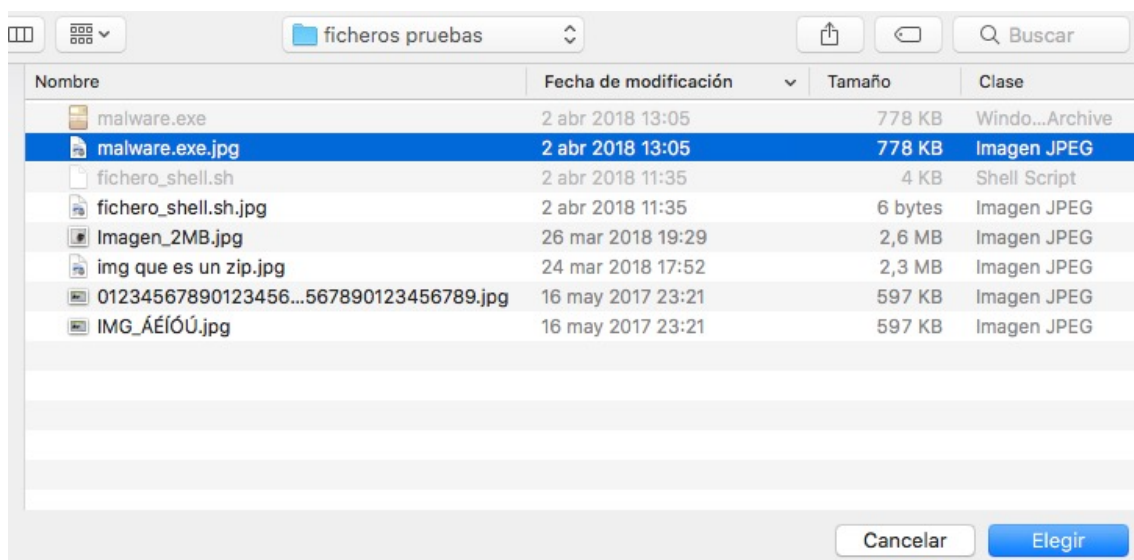 ficheros pruebas Buscar
Nombre Fecha de modificación Tamaño Clase
malware.exe 2 abr 2018 13:05 778 KB Windo...Archive
malware.exe.jpg 2 abr 2018 13:05 778 KB Imagen JPEG
fichero_shell.sh 2 abr 2018 11:35 4 KB Shell Script
fichero_shell.sh.jpg 2 abr 2018 11:35 6 bytes Imagen JPEG
Imagen_2MB.jpg 26 mar 2018 19:29 2,6 MB Imagen JPEG
img que es un zip.jpg 24 mar 2018 17:52 2,3 MB Imagen JPEG
01234567890123456...567890123456789.jpg 16 may 2017 23:21 597 KB Imagen JPEG
IMG_ÁÉÍÓÚ.jpg 16 may 2017 23:21 597 KB Imagen JPEG
Cancelar Elegir